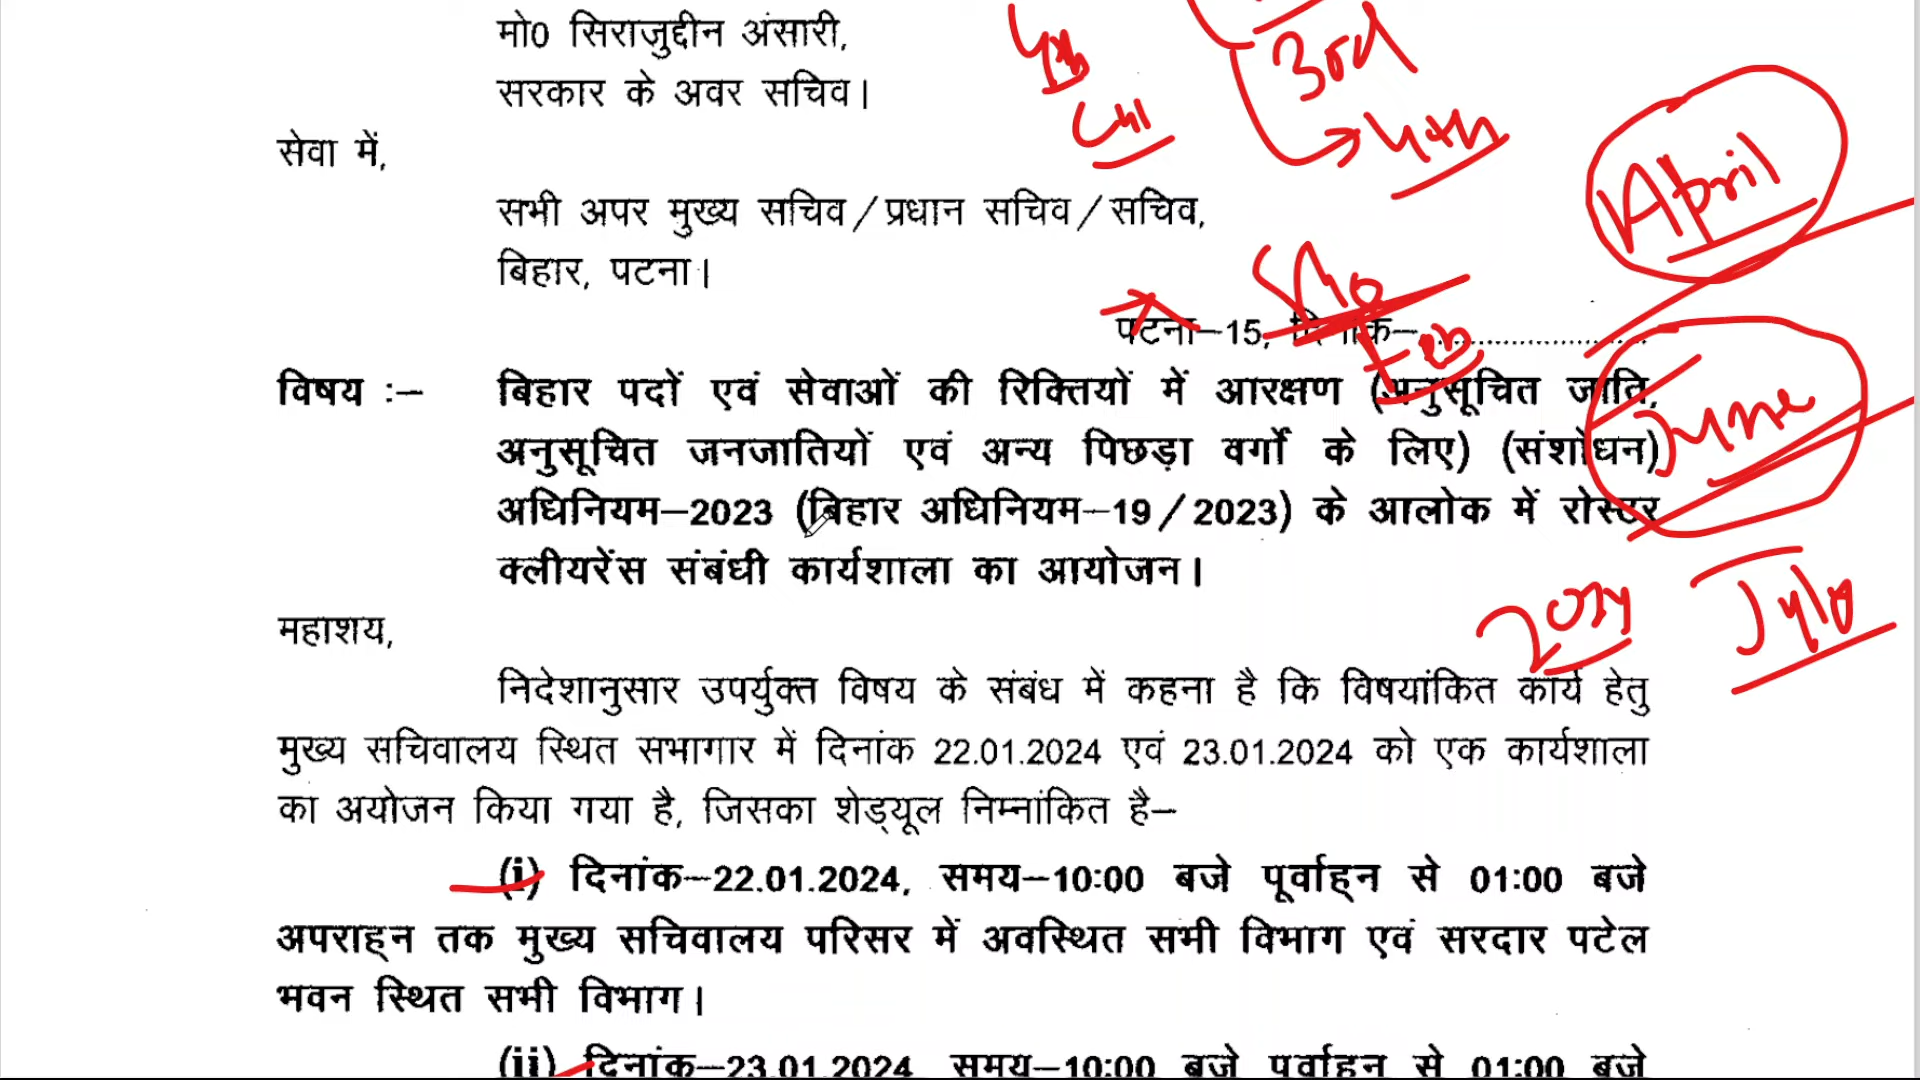 मो0 सिराजुद्दीन अंसारी,
सरकार के अवर सचिव।
3rd
4th
सेवा में,
April
सभी अपर मुख्य सचिव/प्रधान सचिव/सचिव,
बिहार, पटना।
पटना–15, दिनांक–........................
Feb
विषय :– बिहार पदों एवं सेवाओं की रिक्तियों में आरक्षण (अनुसूचित जाति,
अनुसूचित जनजातियों एवं अन्य पिछड़ा वर्गों के लिए) (संशोधन)
June
अधिनियम–2023 (बिहार अधिनियम–19/2023) के आलोक में रोस्टर
क्लीयरेंस संबंधी कार्यशाला का आयोजन।
2024
July
महाशय,
निदेशानुसार उपर्युक्त विषय के संबंध में कहना है कि विषयांकित कार्य हेतु
मुख्य सचिवालय स्थित सभागार में दिनांक 22.01.2024 एवं 23.01.2024 को एक कार्यशाला
का अयोजन किया गया है, जिसका शेड्यूल निम्नांकित है–
(i) दिनांक–22.01.2024, समय–10:00 बजे पूर्वाह्न से 01:00 बजे
अपराह्न तक मुख्य सचिवालय परिसर में अवस्थित सभी विभाग एवं सरदार पटेल
भवन स्थित सभी विभाग।
(ii) दिनांक–23.01.2024 समय–10:00 बजे पूर्वाह्न से 01:00 बजे